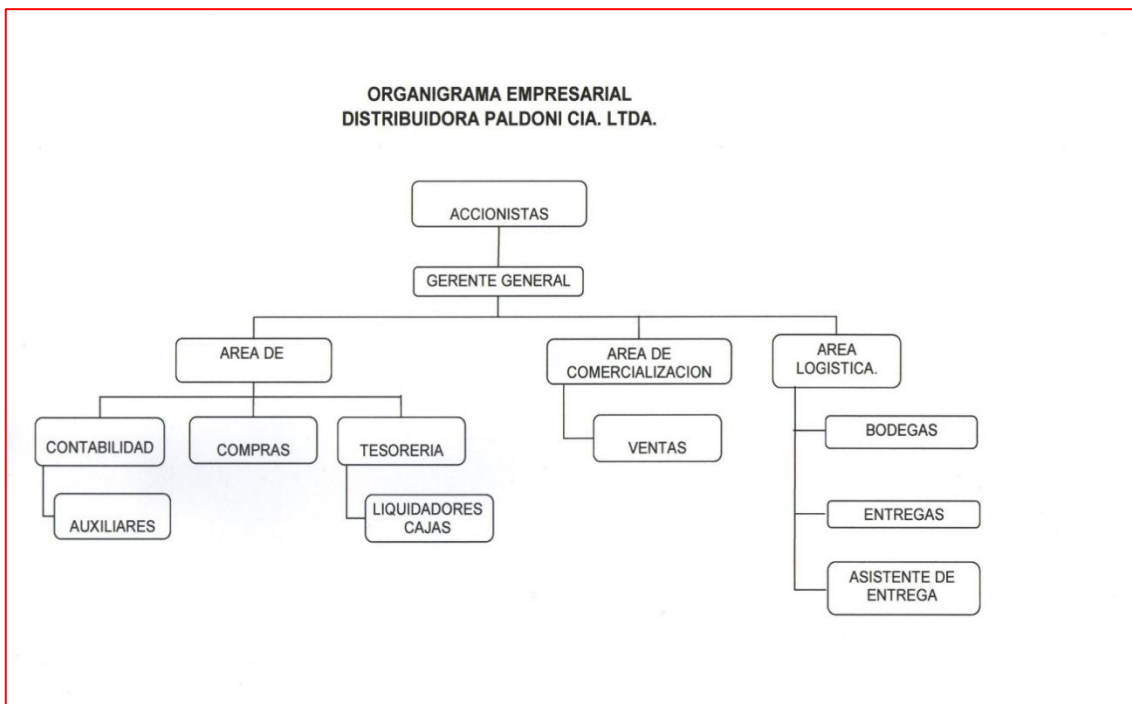 ORGANIGRAMA EMPRESARIAL
DISTRIBUIDORA PALDONI CIA. LTDA.
ACCIONISTAS
GERENTE GENERAL
AREA DE
AREA DE
COMERCIALIZACION
AREA
LOGISTICA.
CONTABILIDAD
COMPRAS
TESORERIA
VENTAS
BODEGAS
AUXILIARES
LIQUIDADORES
CAJAS
ENTREGAS
ASISTENTE DE
ENTREGA